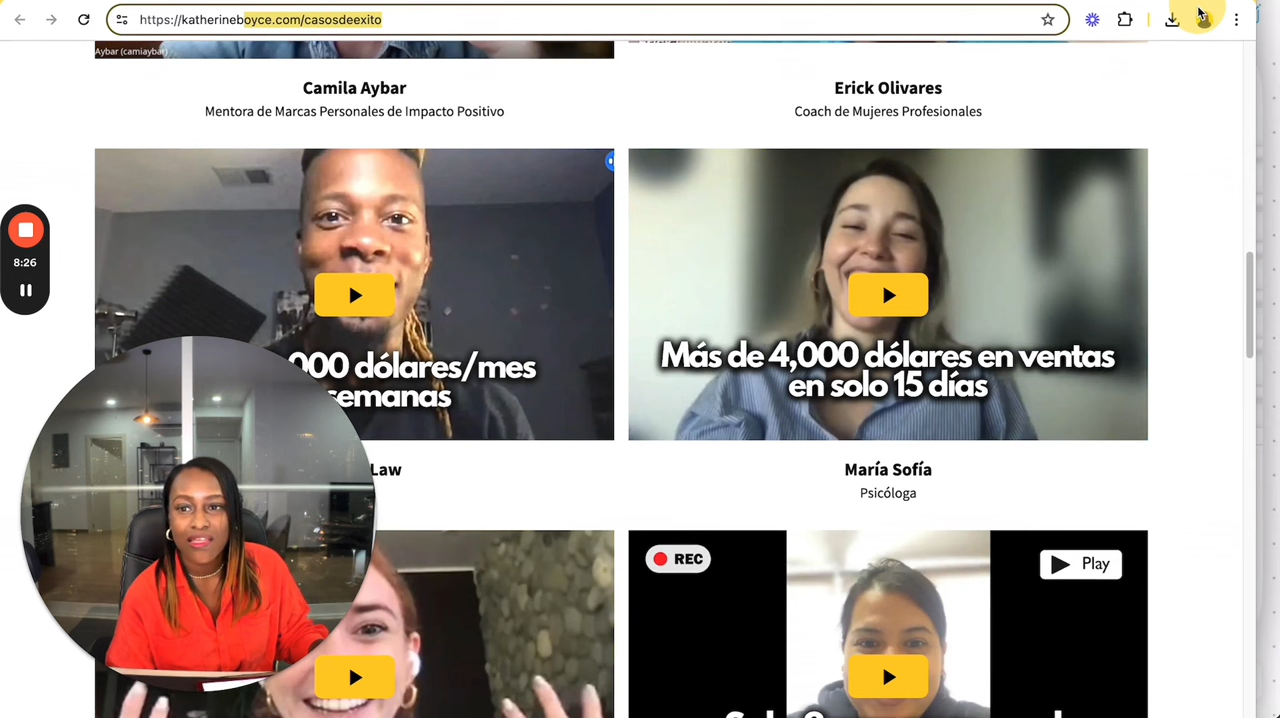 https://katherineboyce.com/casosdeexito
Aybar (camiaybar)
Camila Aybar
Mentora de Marcas Personales de Impacto Positivo
Erick Olivares
Coach de Mujeres Profesionales
8:26
000 dólares/mes
semanas
Más de 4,000 dólares en ventas
en solo 15 días
Law
María Sofía
Psicóloga
REC
Play